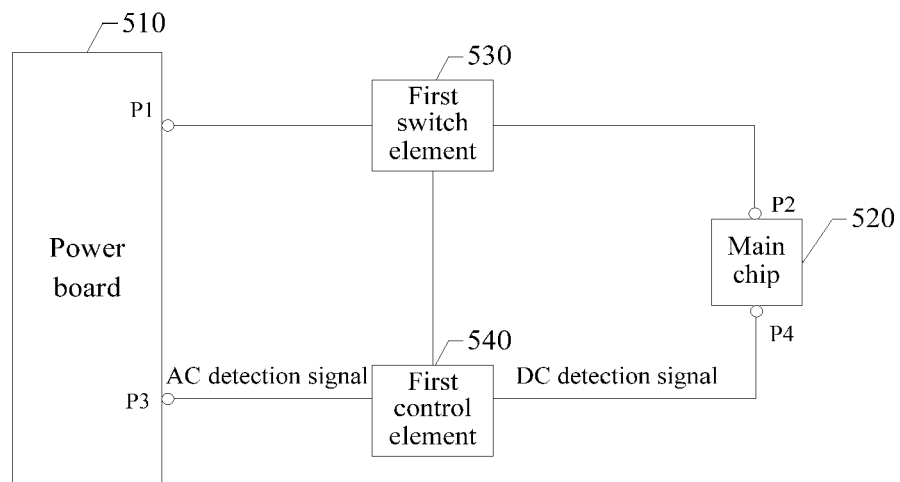 510
530
P1
First
switch
element
P2
520
Main
chip
Power
board
P4
540
AC detection signal
DC detection signal
P3
First
control
element